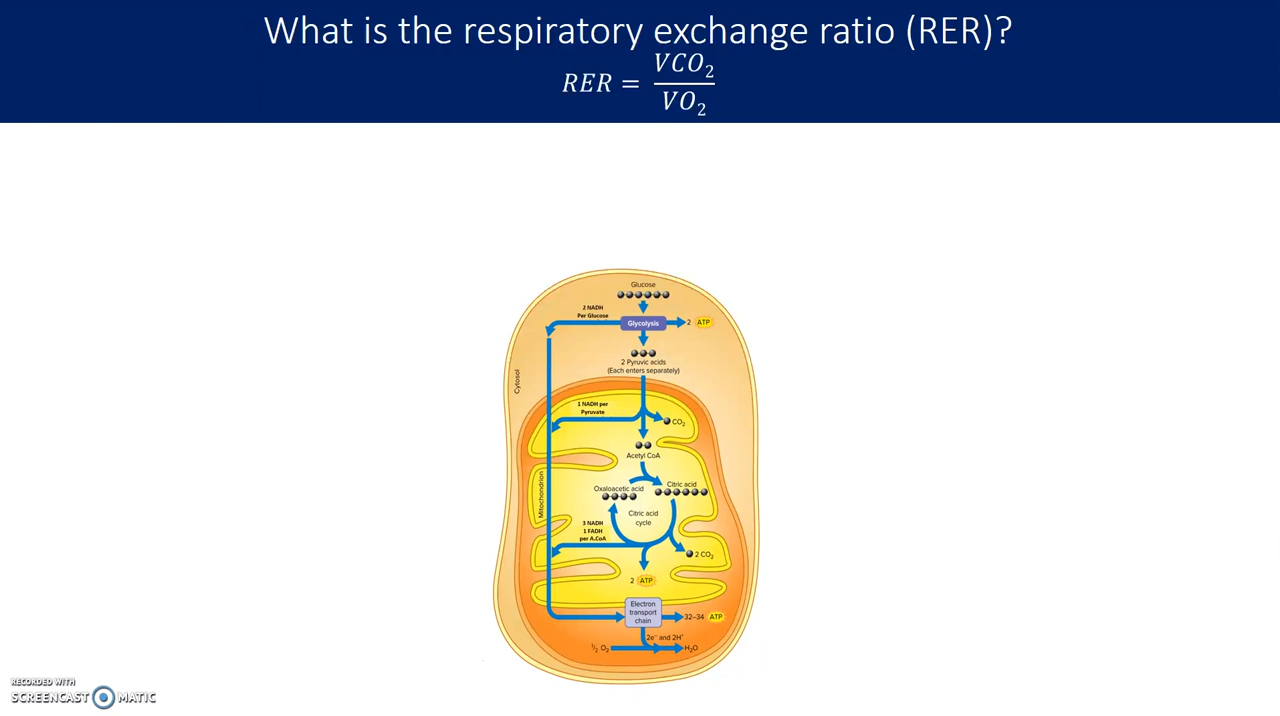 What is the respiratory exchange ratio (RER)?
RER = VCO₂ / VO₂
Glucose
2 NADH
Per Glucose
Glycolysis
2 ATP
2 Pyruvic acids
(Each enters separately)
Cytosol
1 NADH per
Pyruvate
CO₂
Acetyl CoA
Mitochondrion
Oxaloacetic acid
Citric acid
Citric acid
cycle
3 NADH
1 FADH
per A.CoA
2 CO₂
2 ATP
Electron
transport
chain
32–34 ATP
2e⁻ and 2H⁺
½ O₂
H₂O
RECORDED WITH
SCREENCAST MATIC